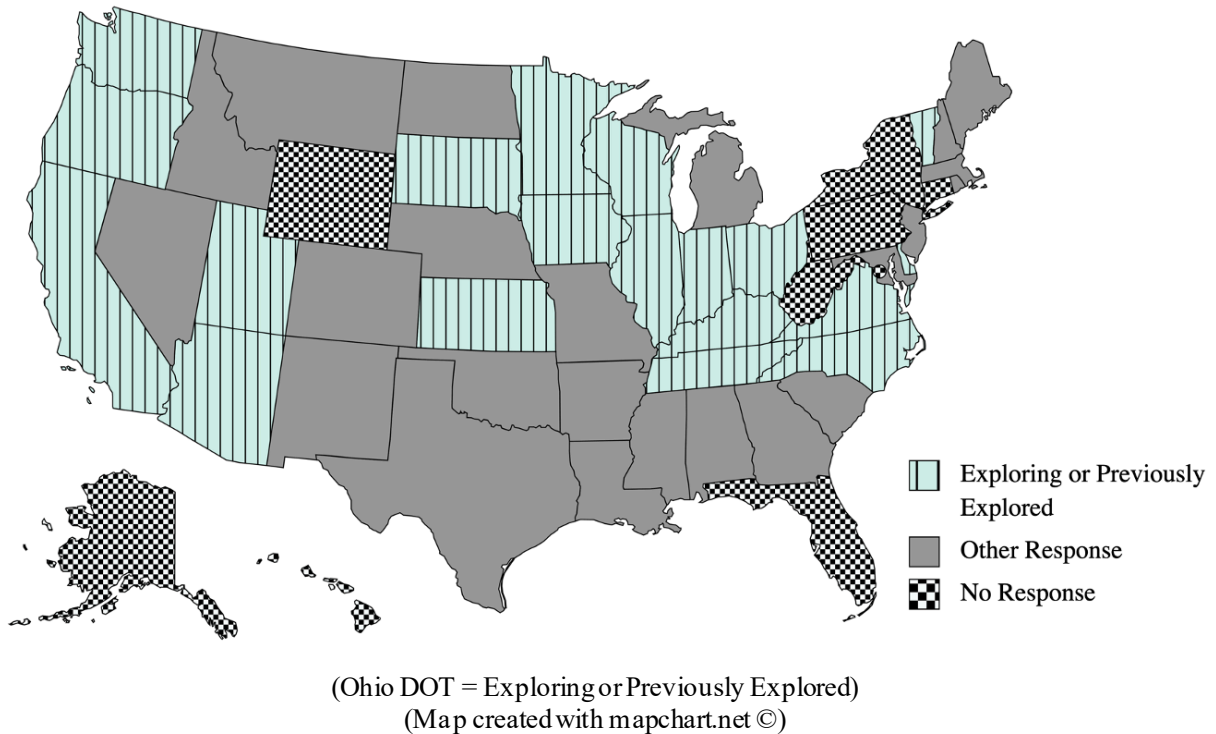 Exploring or Previously
Explored
Other Response
No Response
(Ohio DOT = Exploring or Previously Explored)
(Map created with mapchart.net ©)